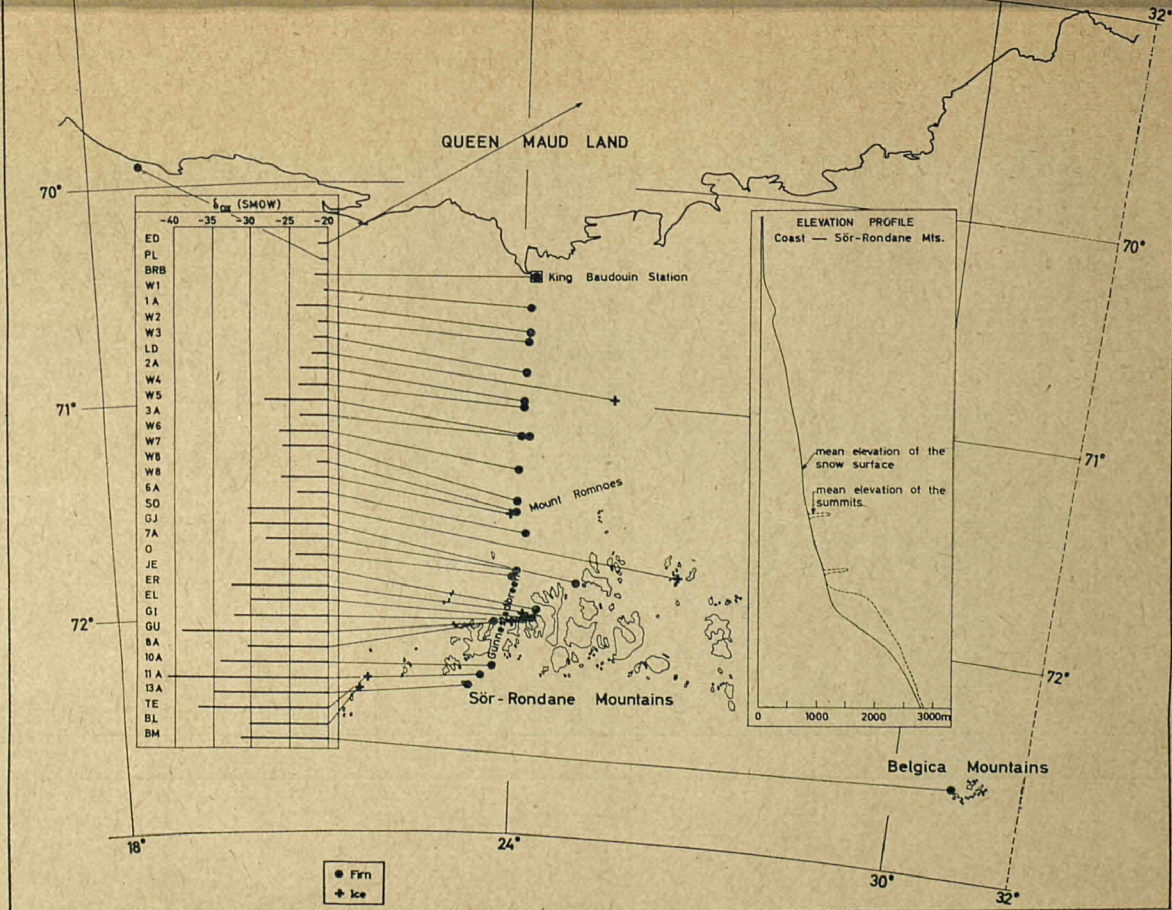 32°
QUEEN MAUD LAND
70°
δox (SMOW)
-40 -35 -30 -25 -20
ED
PL
BRB
W1
1A
W2
W3
LD
2A
W4
W5
3A
W6
W7
W8
W8
6A
SO
GJ
7A
O
JE
ER
EL
GI
GU
8A
10A
11A
13A
TE
BL
BM
King Baudouin Station
ELEVATION PROFILE
Coast — Sör-Rondane Mts.
mean elevation of the
snow surface
mean elevation of the
summits
0 1000 2000 3000m
70°
71°
71°
Mount Romnoes
Gunnestadbreen
72°
72°
Sör-Rondane Mountains
Belgica Mountains
18°
24°
30°
32°
Firn
Ice